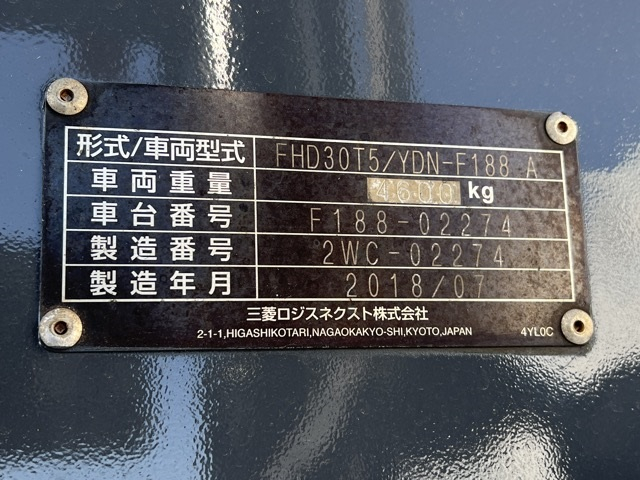 形式/車両型式 FHD30T5/YDN-F188 A
車両重量 4600 kg
車台番号 F188-02274
製造番号 2WC-02274
製造年月 2018/07
三菱ロジスネクスト株式会社
2-1-1,HIGASHIKOTARI,NAGAOKAKYO-SHI,KYOTO,JAPAN 4YL0C